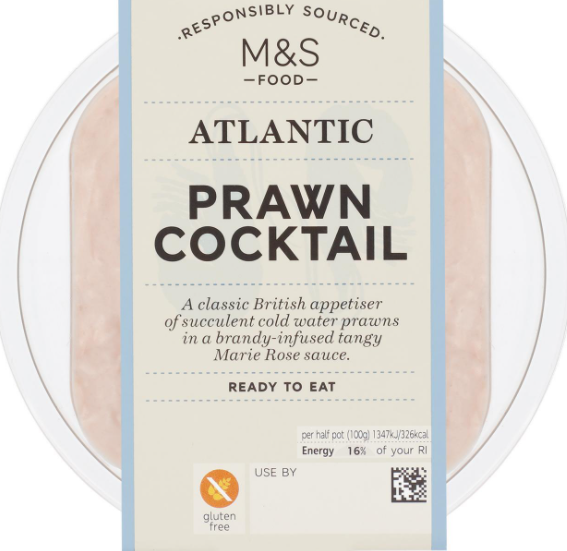 ·RESPONSIBLY SOURCED·
M&S
—FOOD—
ATLANTIC
PRAWN
COCKTAIL
A classic British appetiser
of succulent cold water prawns
in a brandy-infused tangy
Marie Rose sauce.
READY TO EAT
per half pot (100g) 1347kJ/326kcal
Energy 16% of your RI
USE BY
gluten
free